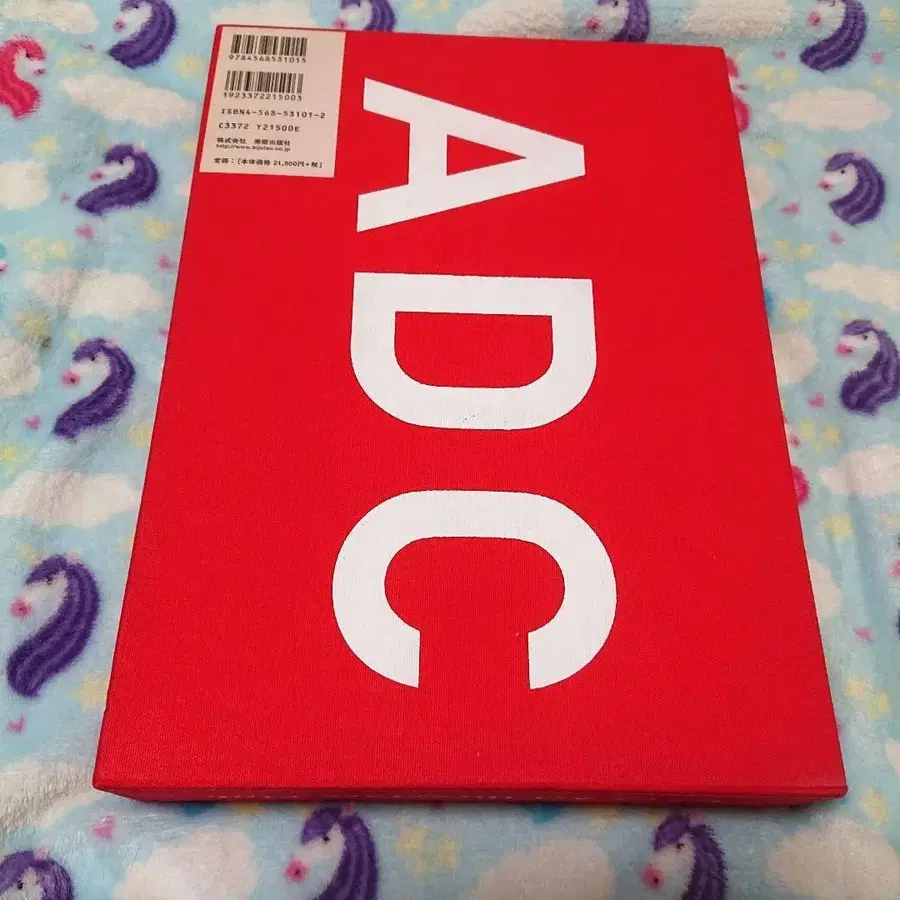 9784568531015
1923372215003
ISBN4-568-53101-2
C3372 ¥21500E
株式会社 美術出版社
http://www.bijutsu.co.jp
定価:[本体価格 21,500円+税]
ADC